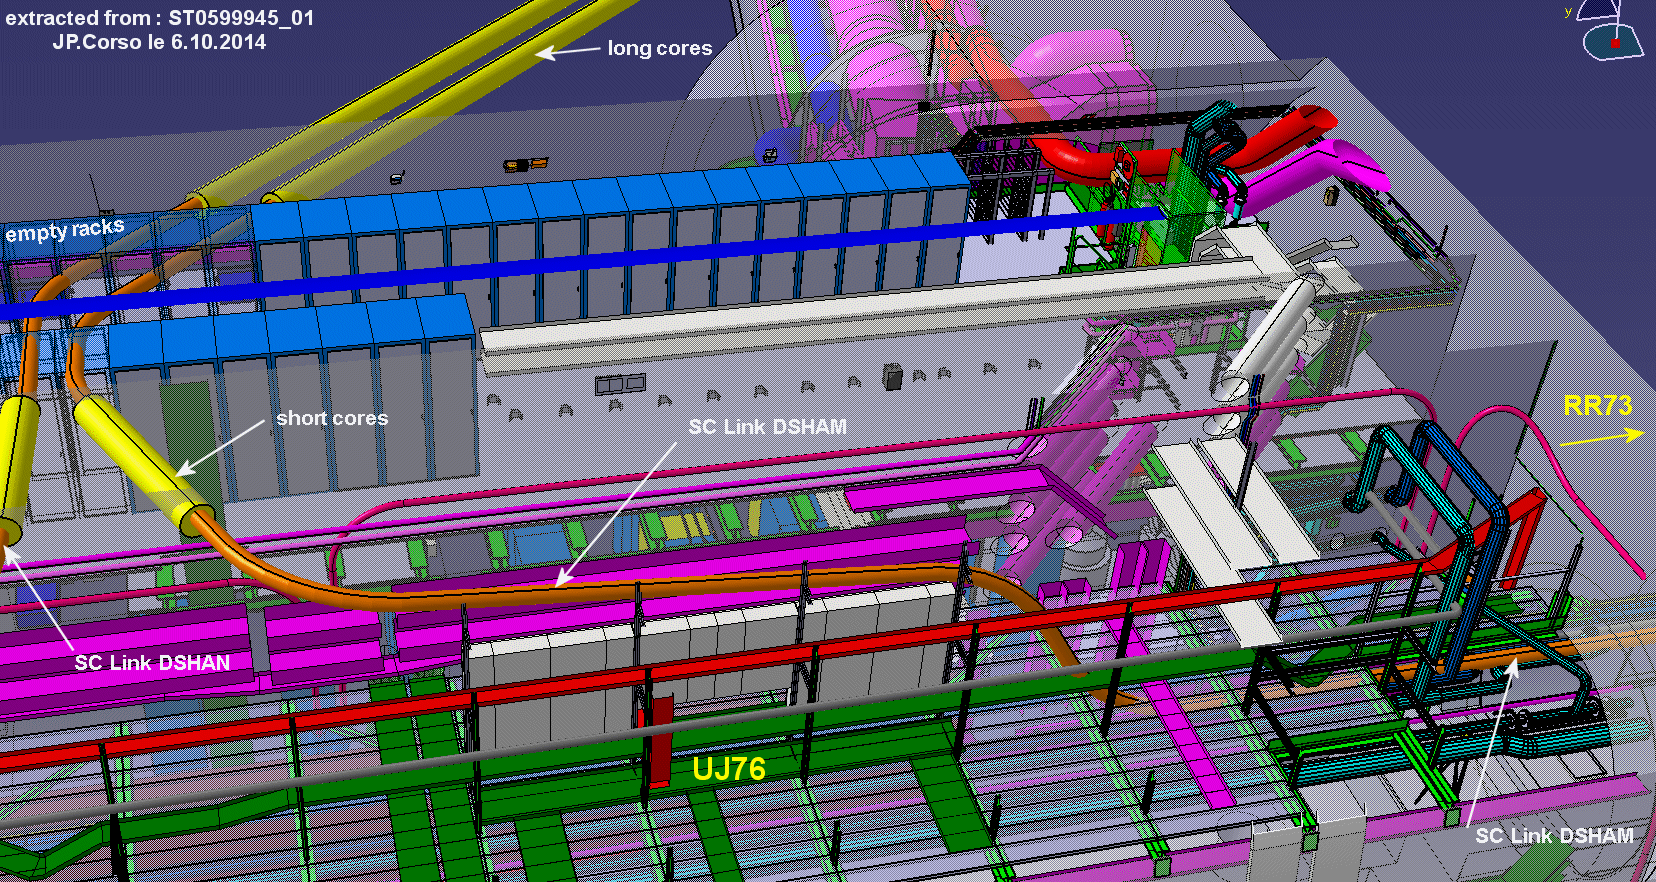 extracted from : ST0599945_01
JP.Corso le 6.10.2014
long cores
y
empty racks
short cores
SC Link DSHAM
RR73
SC Link DSHAN
UJ76
SC Link DSHAM